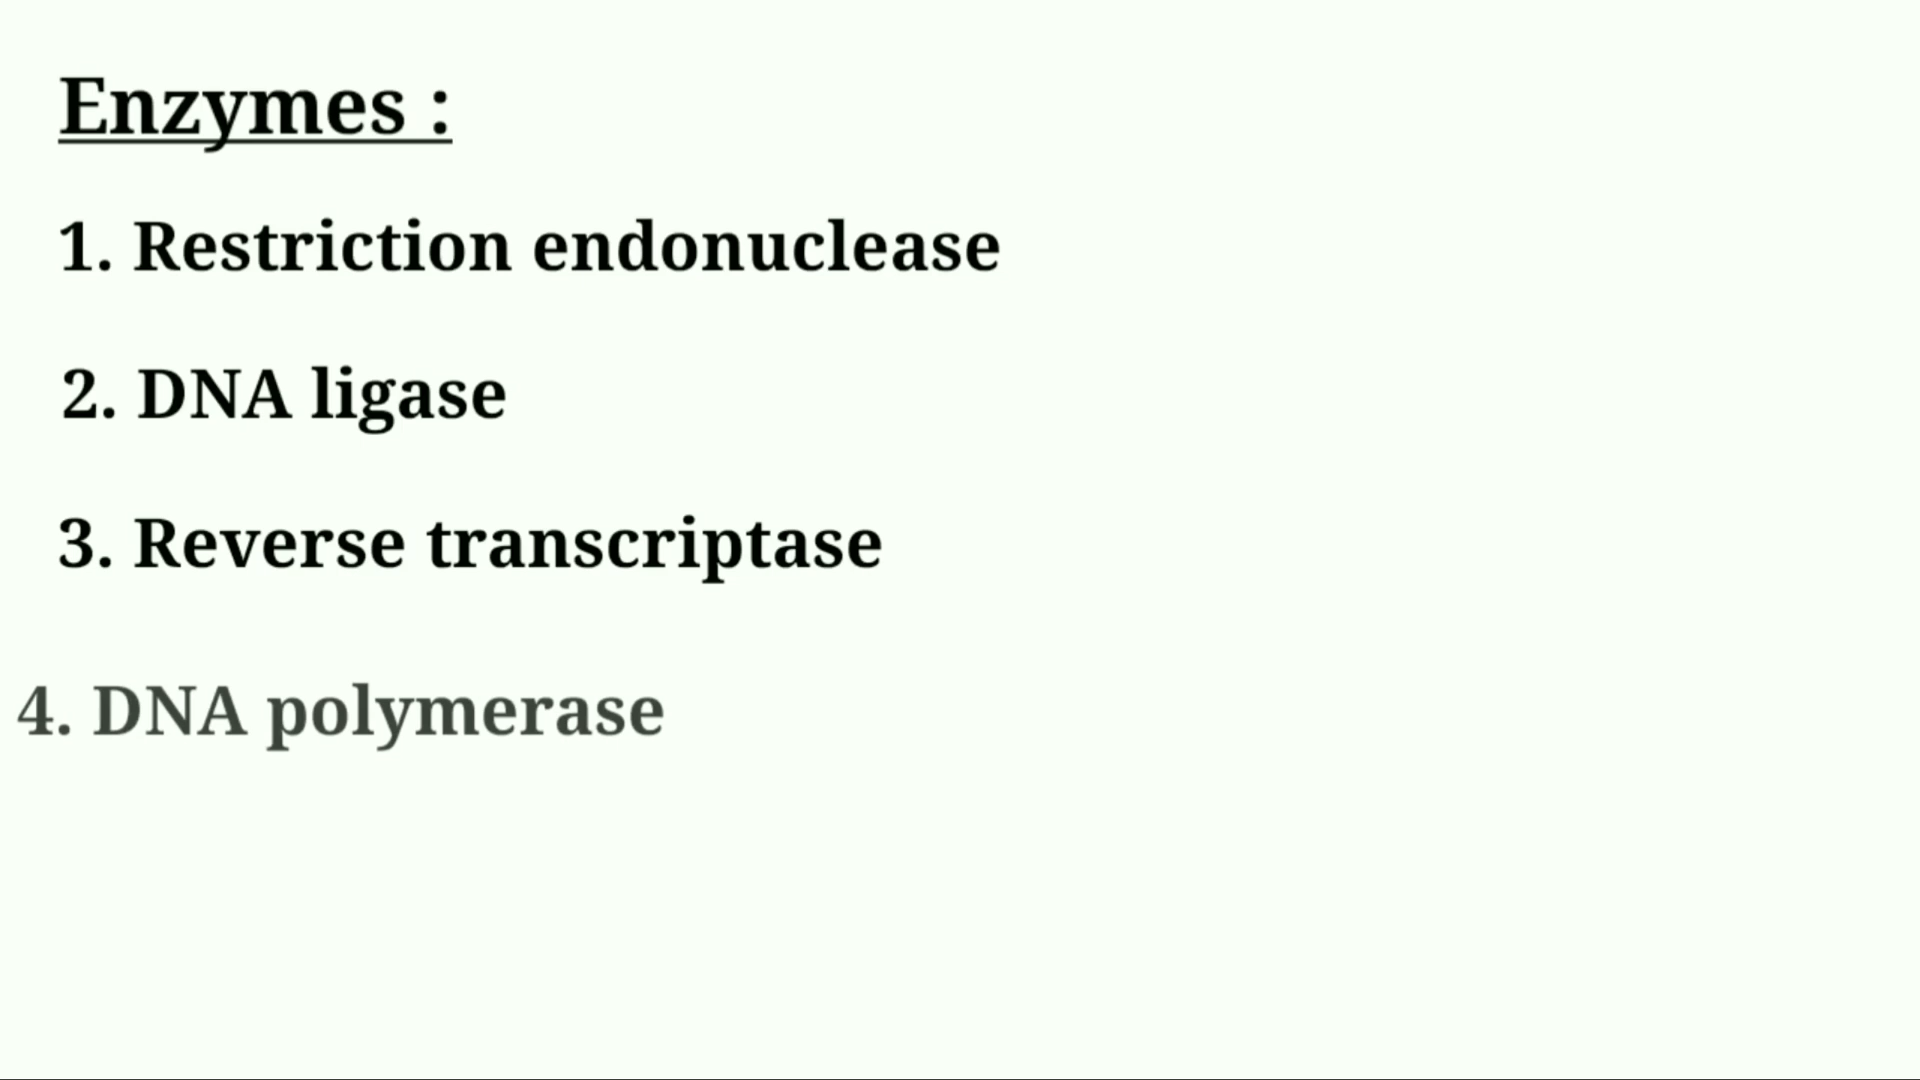 Enzymes :
1. Restriction endonuclease
2. DNA ligase
3. Reverse transcriptase
4. DNA polymerase